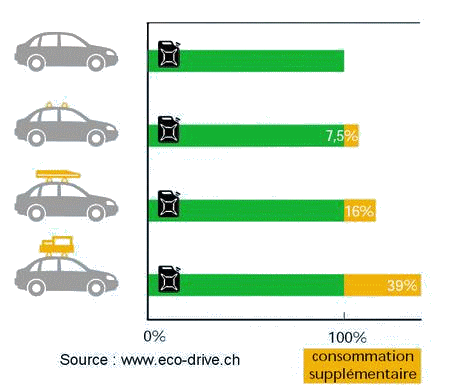 7,5%
16%
39%
0%
100%
Source : www.eco-drive.ch
consommation
supplémentaire